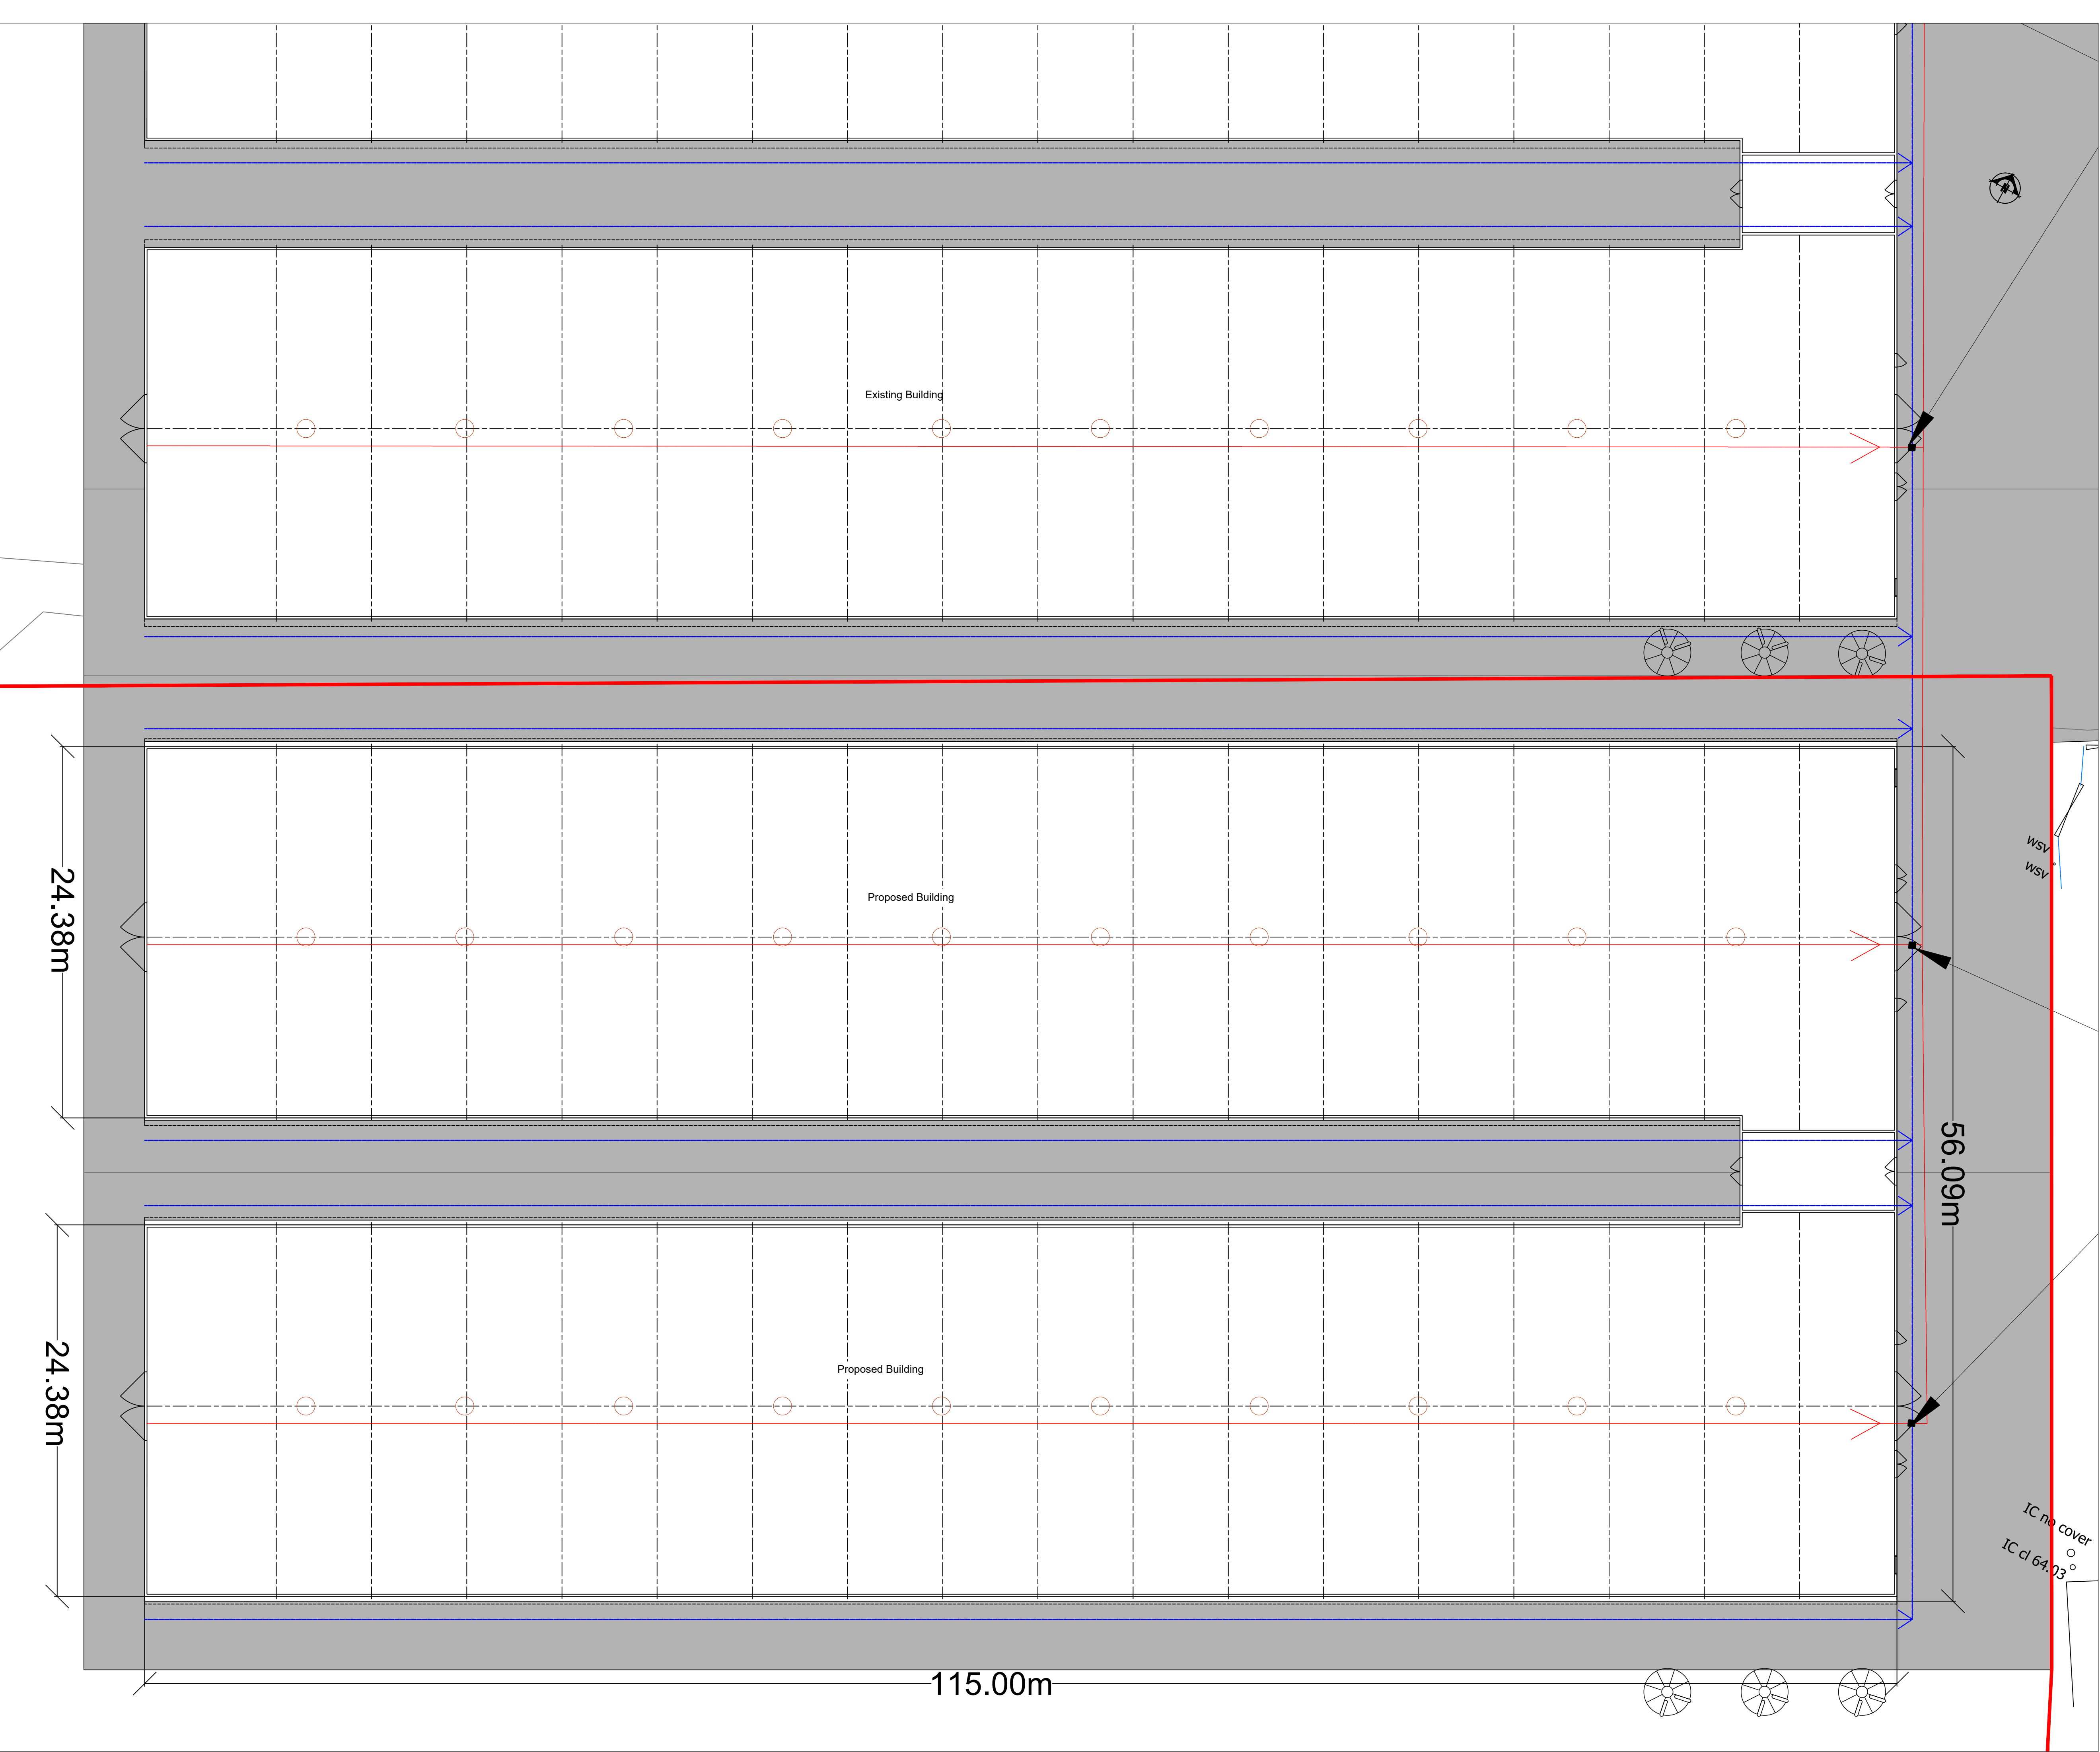 Existing Building
Proposed Building
24.38m
wsv
wsv
56.09m
Proposed Building
24.38m
IC no cover
IC cl 64.03
115.00m